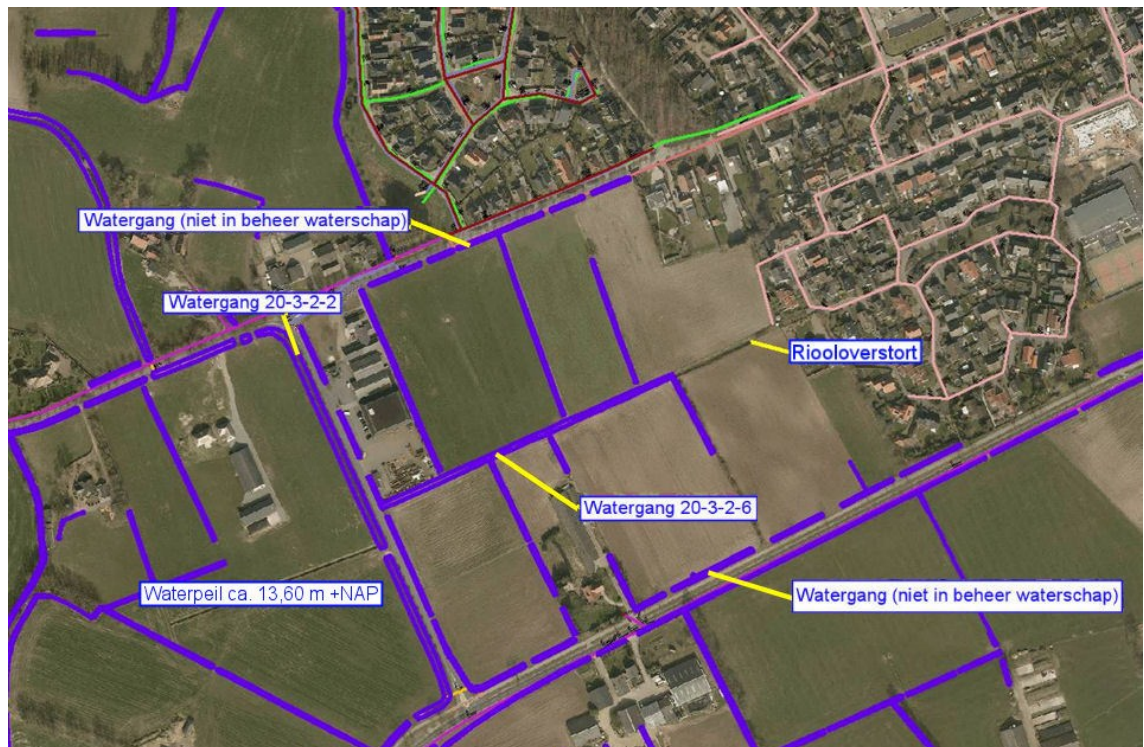 Watergang (niet in beheer waterschap)
Watergang 20-3-2-2
Riooloverstort
Watergang 20-3-2-6
Waterpeil ca. 13,60 m +NAP
Watergang (niet in beheer waterschap)